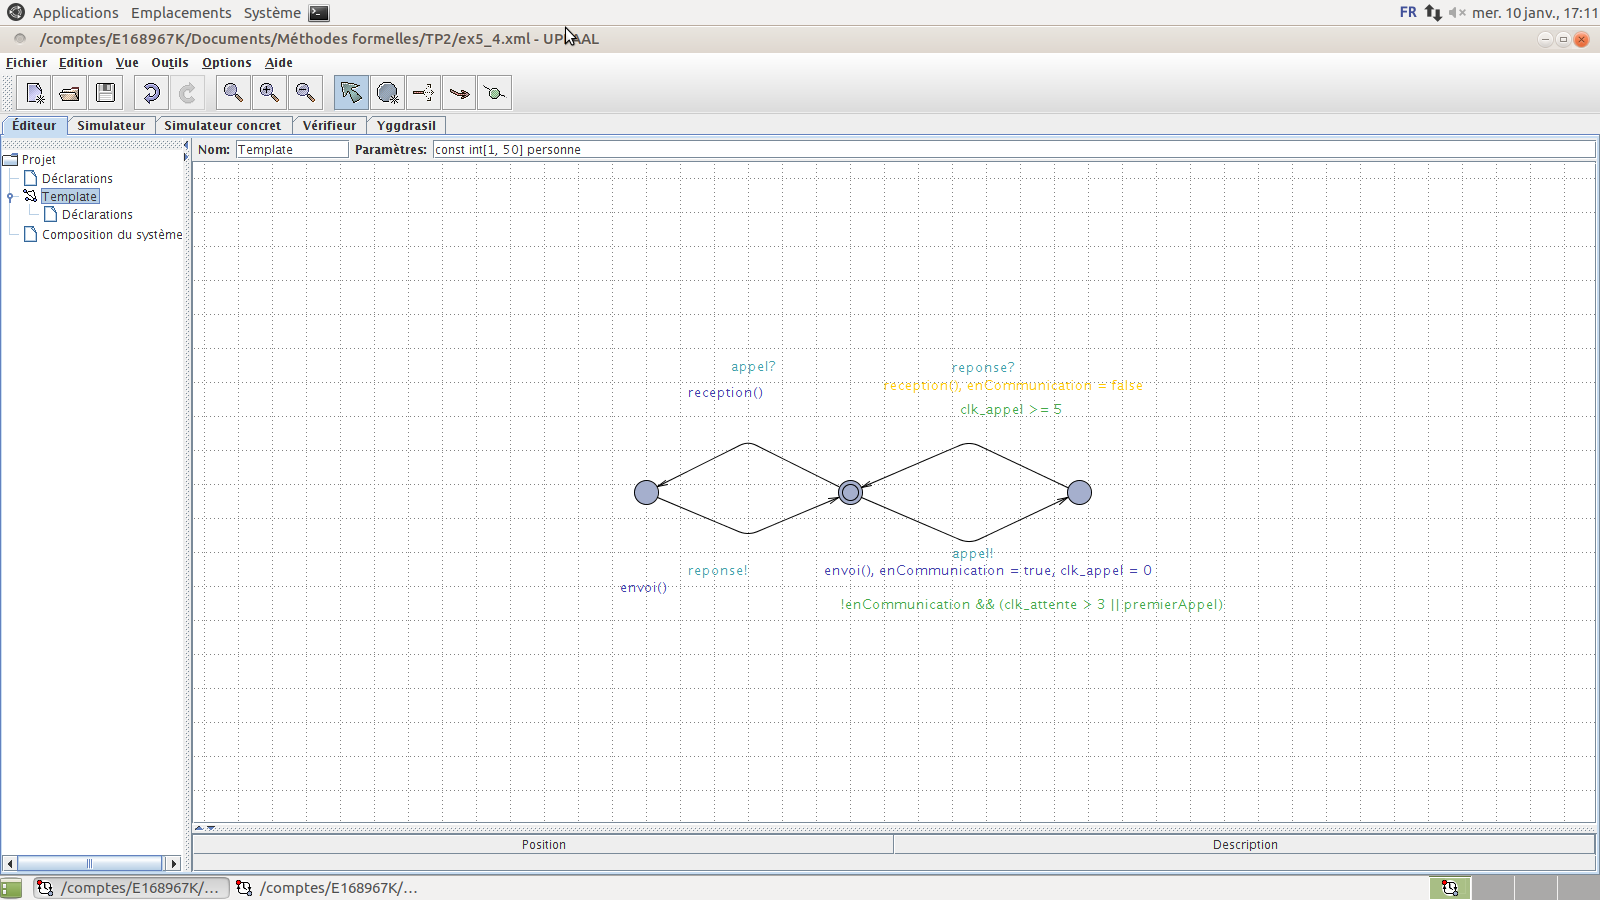 Applications Emplacements Système FR mer. 10 janv., 17:11
/comptes/E168967K/Documents/Méthodes formelles/TP2/ex5_4.xml - UPPAAL
Fichier Edition Vue Outils Options Aide
Éditeur Simulateur Simulateur concret Vérifieur Yggdrasil
Nom: Template Paramètres: const int[1, 50] personne
Projet
Déclarations
Template
Déclarations
Composition du système
appel?
reponse?
reception()
reception(), enCommunication = false
clk_appel >= 5
appel!
reponse!
envoi(), enCommunication = true, clk_appel = 0
envoi()
!enCommunication && (clk_attente > 3 || premierAppel)
Position Description
/comptes/E168967K/... /comptes/E168967K/...